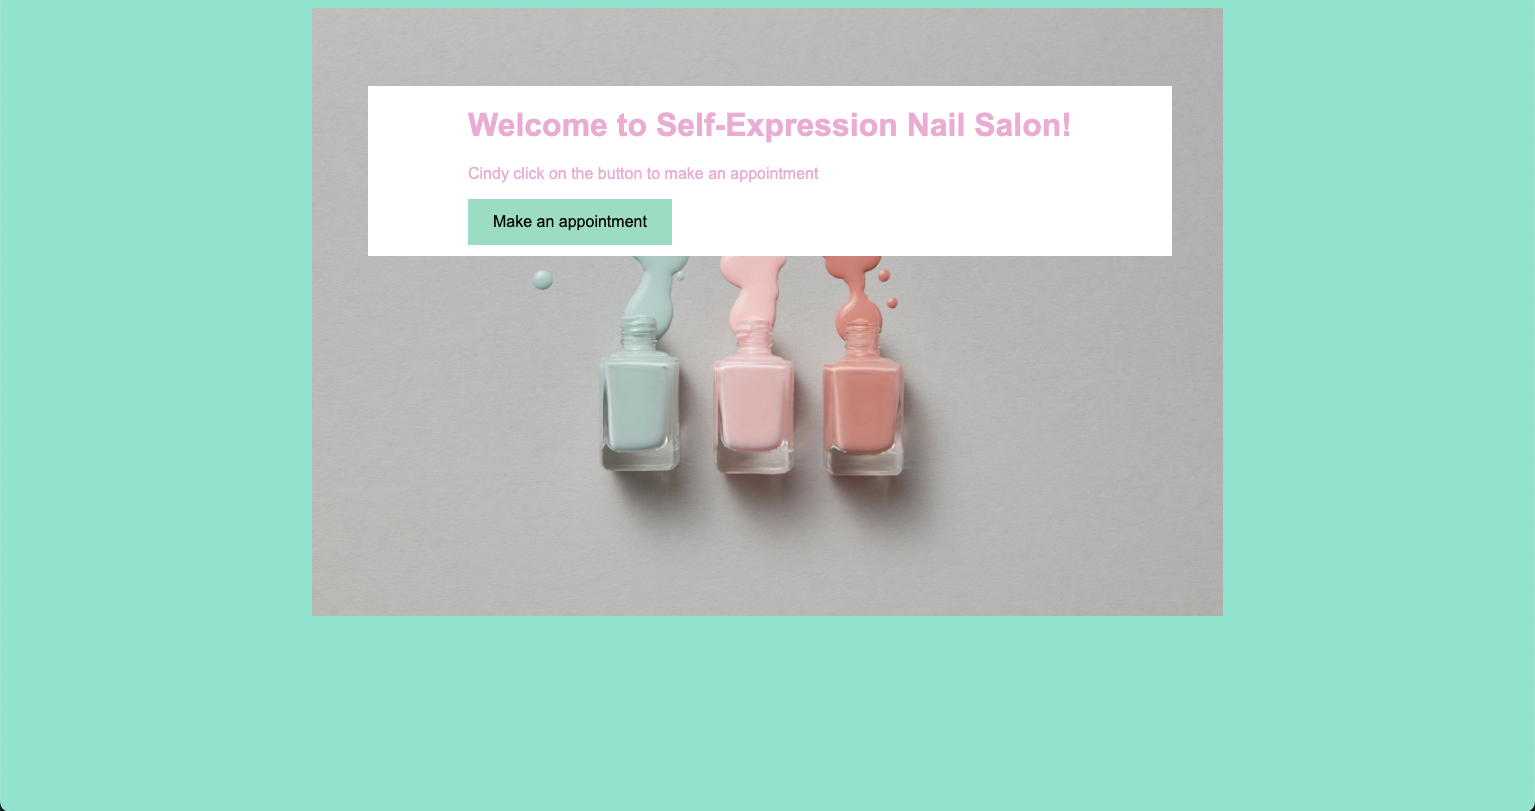 Welcome to Self-Expression Nail Salon!
Cindy click on the button to make an appointment
Make an appointment